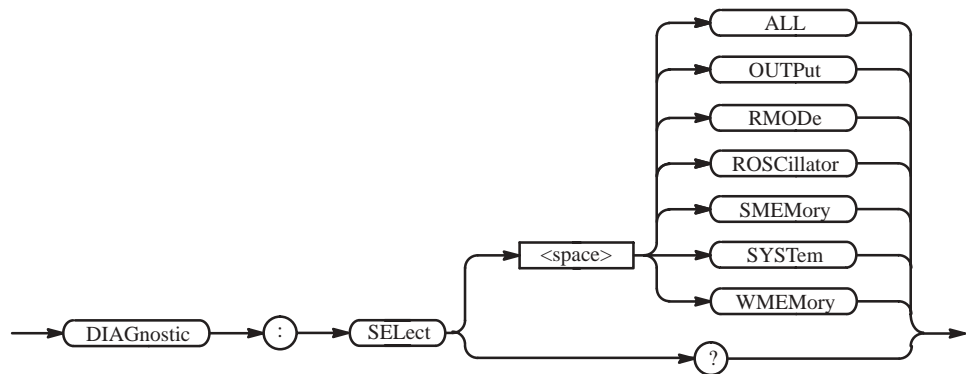 ALL
OUTPut
RMODe
ROSCillator
SMEMory
<space> SYSTem
WMEMory
DIAGnostic : SELect
?